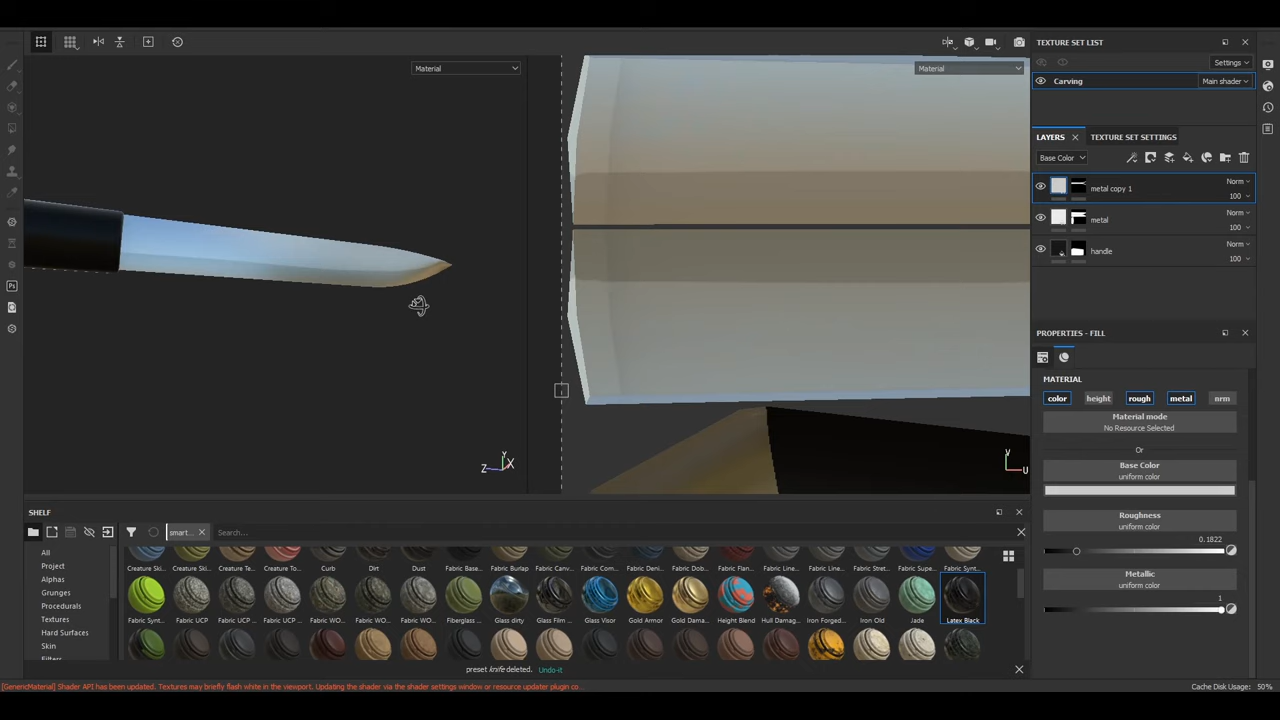 Material
Material
Z
Y
X
V
U
TEXTURE SET LIST
Settings
Carving
Main shader
LAYERS
TEXTURE SET SETTINGS
Base Color
metal copy 1
Norm
100
metal
Norm
100
handle
Norm
100
PROPERTIES - FILL
MATERIAL
color
height
rough
metal
nrm
Material mode
No Resource Selected
Or
Base Color
uniform color
Roughness
uniform color
0.1822
Metallic
uniform color
1
Ps
SHELF
smart...
Search...
All
Project
Alphas
Grunges
Procedurals
Textures
Hard Surfaces
Skin
Creature Ski...
Creature Ski...
Creature Te...
Creature To...
Curb
Dirt
Dust
Fabric Base...
Fabric Burlap
Fabric Canv...
Fabric Com...
Fabric Deni...
Fabric Dob...
Fabric Flan...
Fabric Line...
Fabric Line...
Fabric Stret...
Fabric Supe...
Fabric Synt...
Fabric Synt...
Fabric UCP
Fabric UCP ...
Fabric WO...
Fabric WO...
Fabric WO...
Fabric WO...
Fiberglass ...
Glass dirty
Glass Film ...
Glass Visor
Gold Armor
Gold Dama...
Height Blend
Hull Damag...
Iron Forged...
Iron Old
Jade
Latex Black
preset knife deleted.
Undo-it
[GenericMaterial] Shader API has been updated. Textures may briefly flash white in the viewport. Updating the shader via the shader settings window or resource updater plugin co...
Cache Disk Usage: 50%